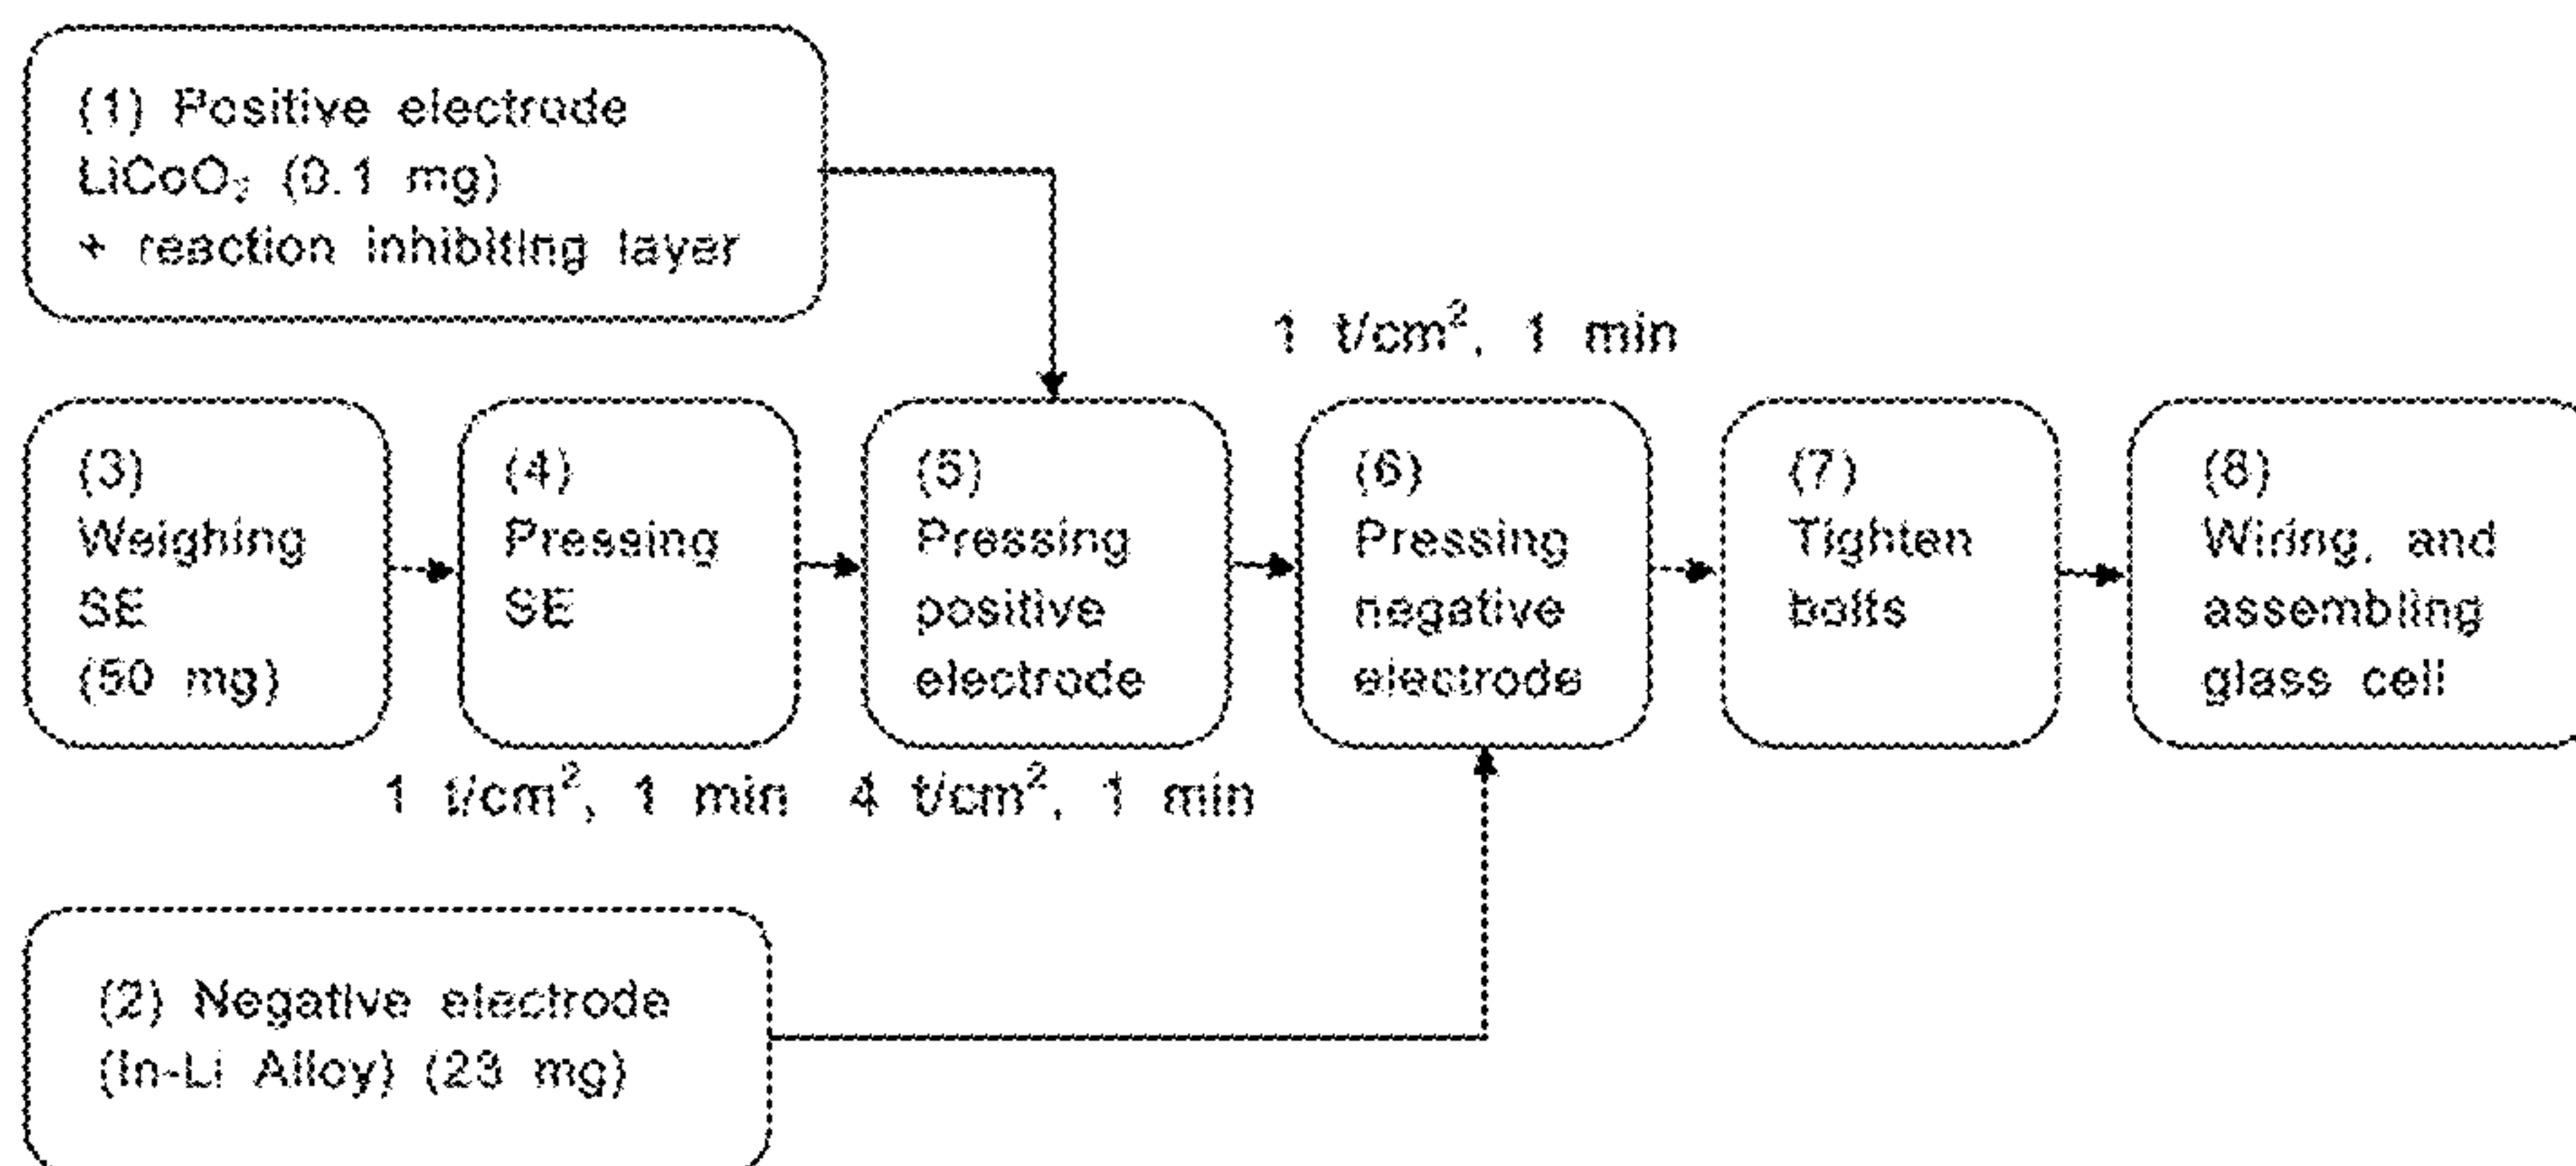 (1) Positive electrode
LiCoO₂ (0.1 mg)
+ reaction inhibiting layer
1 t/cm², 1 min
(3)
Weighing
SE
(50 mg)
(4)
Pressing
SE
(5)
Pressing
positive
electrode
(6)
Pressing
negative
electrode
(7)
Tighten
bolts
(8)
Wiring, and
assembling
glass cell
1 t/cm², 1 min
4 t/cm², 1 min
(2) Negative electrode
(In-Li Alloy) (23 mg)